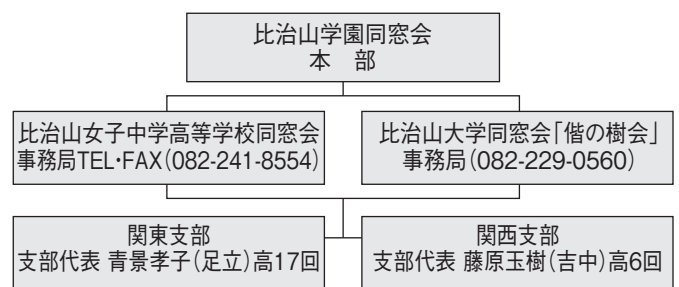 比治山学園同窓会
本　部
比治山女子中学高等学校同窓会
事務局TEL・FAX(082-241-8554)
比治山大学同窓会「偕の樹会」
事務局(082-229-0560)
関東支部
支部代表 青景孝子(足立)高17回
関西支部
支部代表 藤原玉樹(吉中)高6回